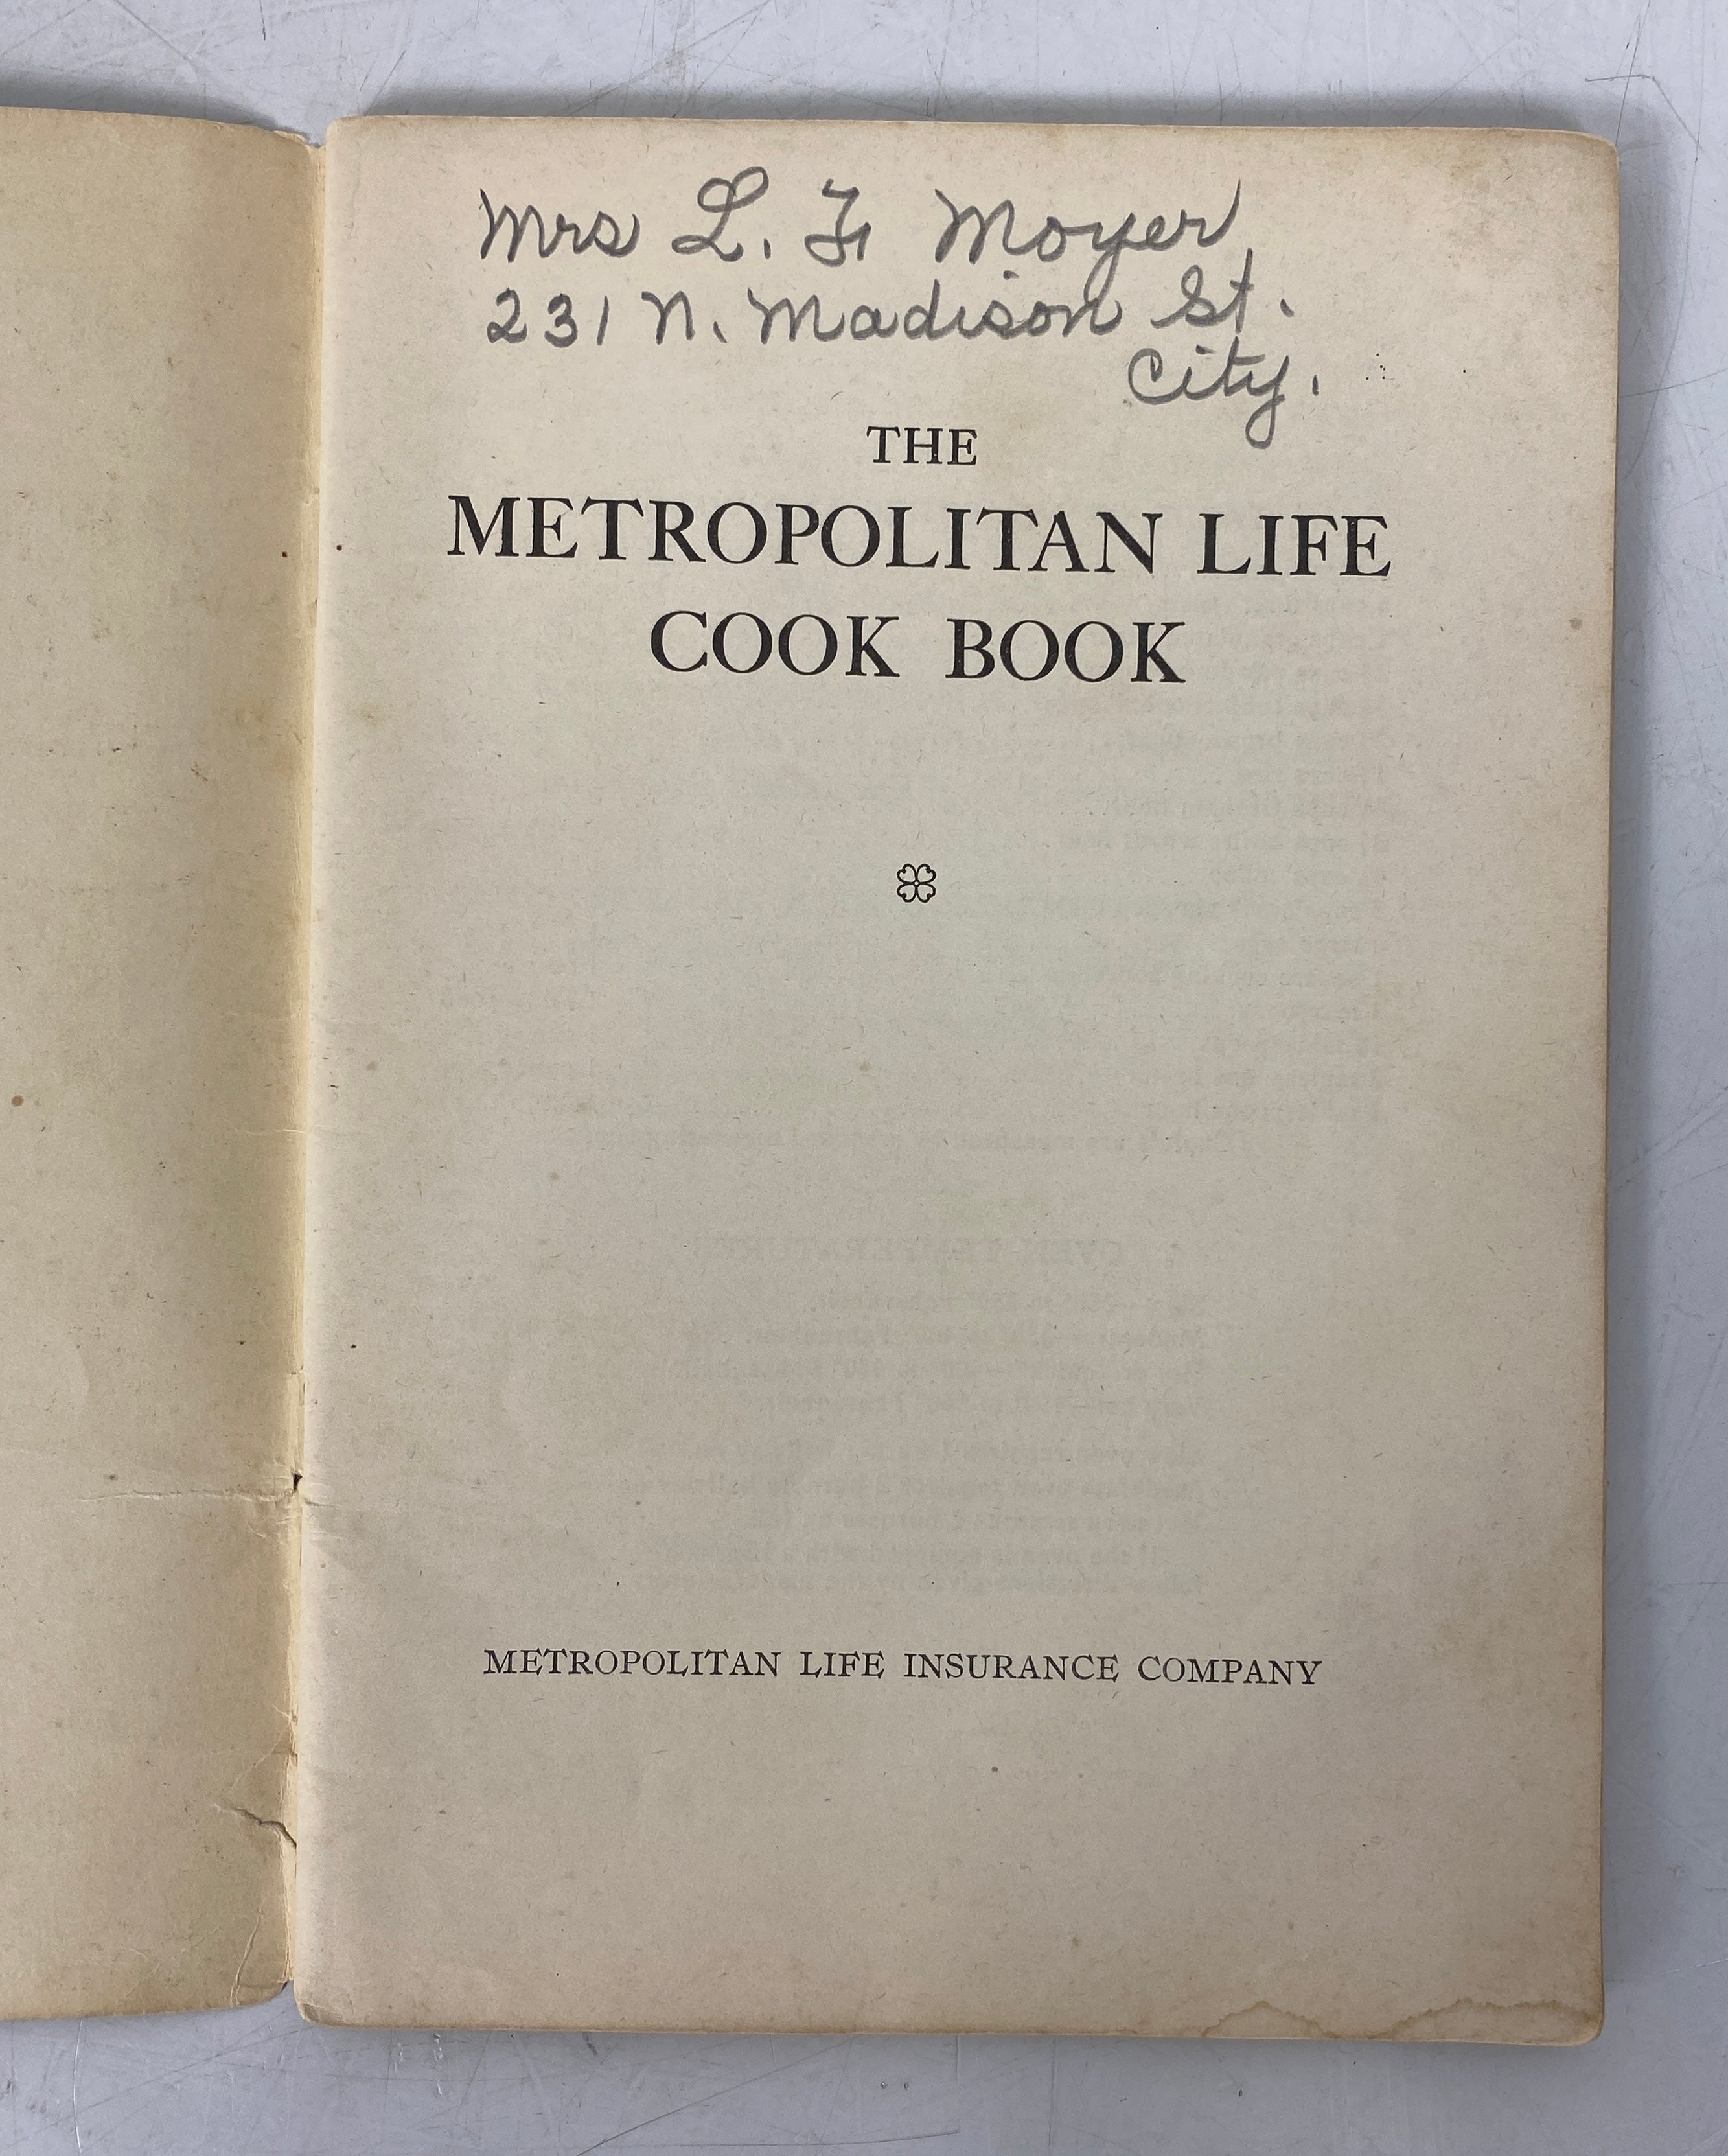 Mrs L. F. Moyer
231 N. Madison St.
City.
THE
METROPOLITAN LIFE
COOK BOOK
METROPOLITAN LIFE INSURANCE COMPANY